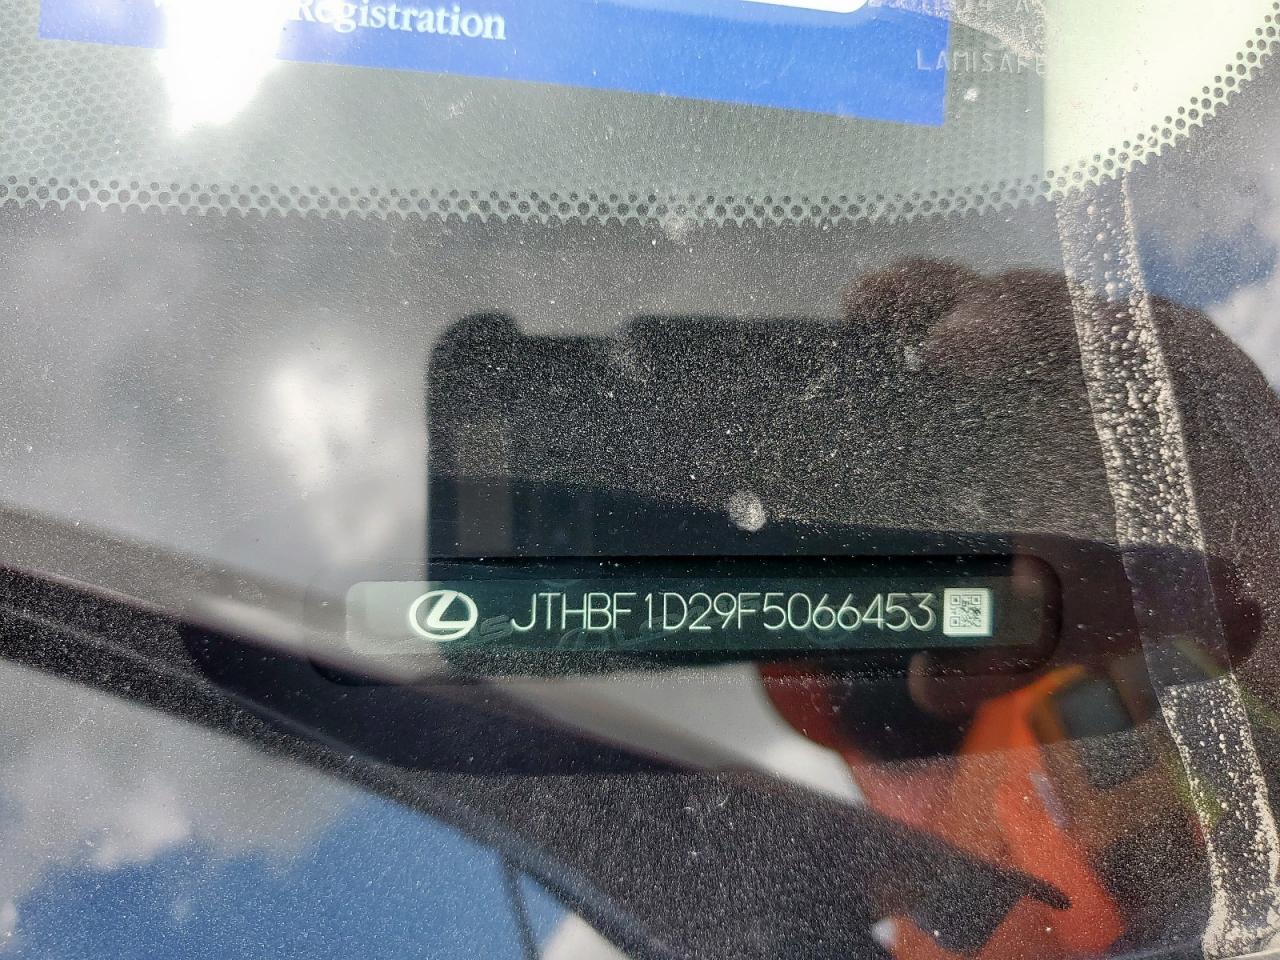 Registration
LAMISAFE
JTHBF1D29F5066453